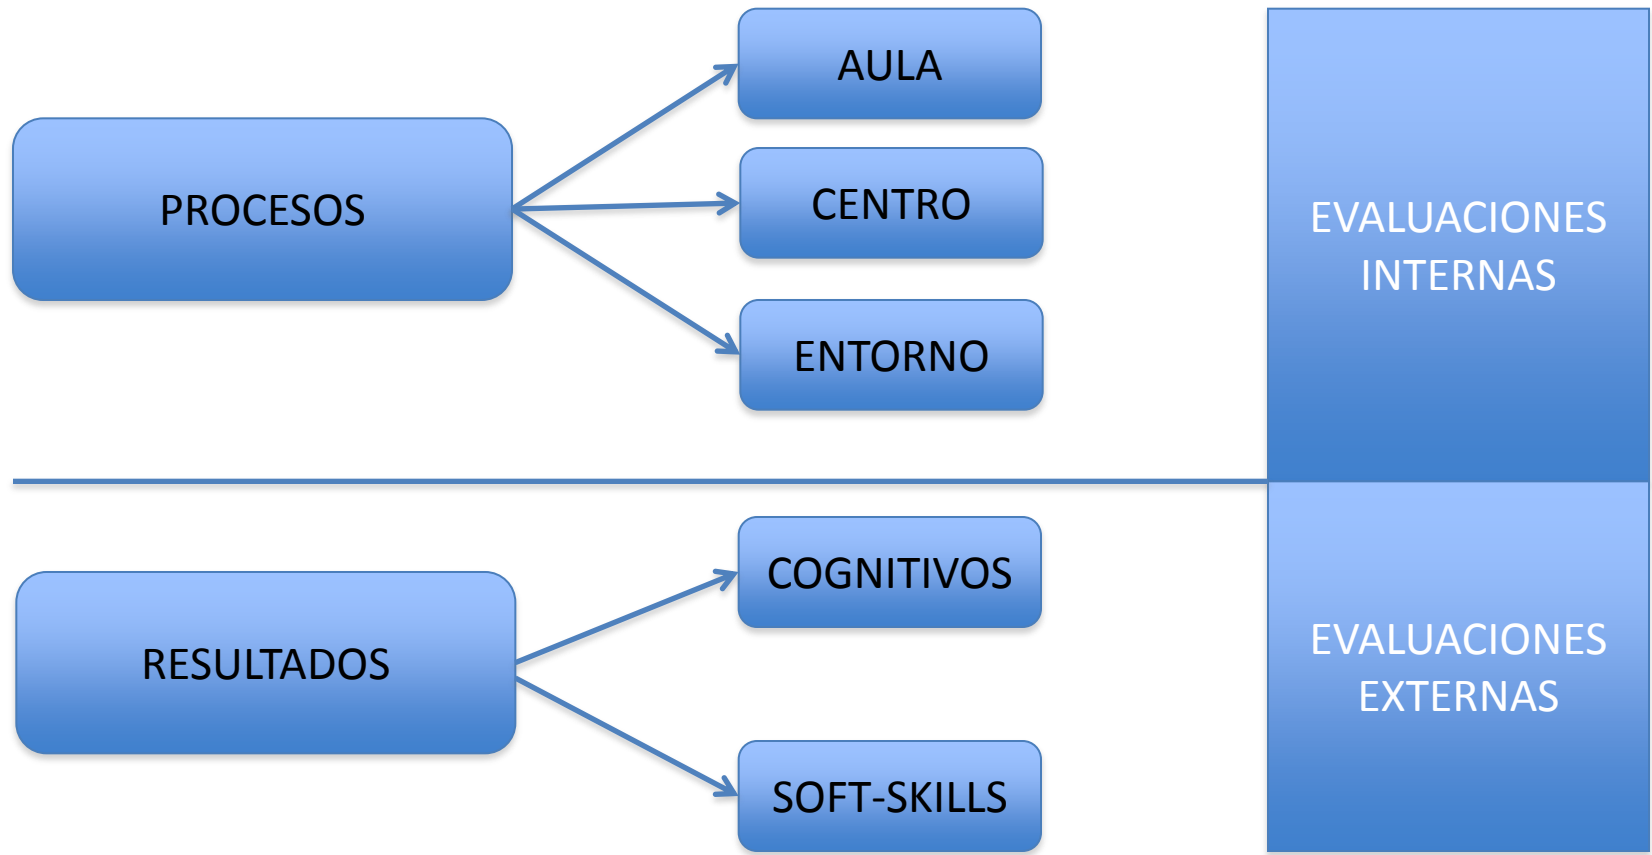 PROCESOS
AULA
CENTRO
ENTORNO
EVALUACIONES
INTERNAS
RESULTADOS
COGNITIVOS
SOFT-SKILLS
EVALUACIONES
EXTERNAS